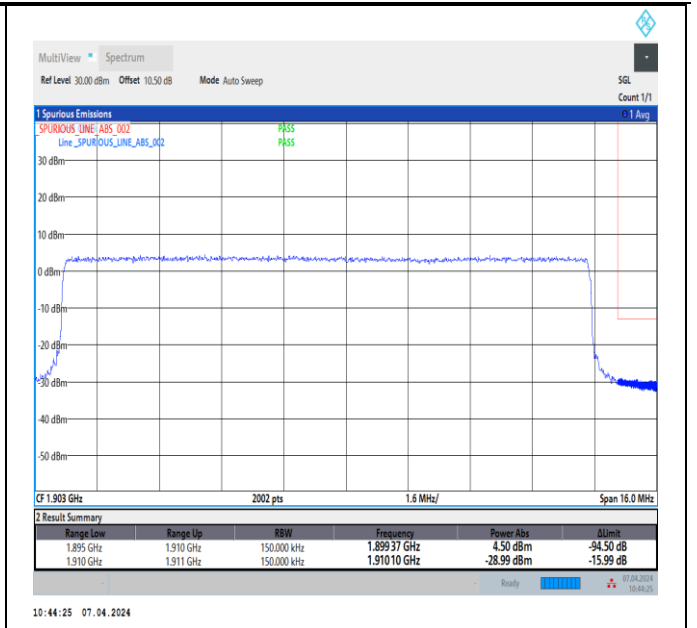 MultiView Spectrum
Ref Level 30.00 dBm Offset 10.50 dB Mode Auto Sweep SGL
Count 1/1
1 Spurious Emissions 1 Avg
_SPURIOUS_LINE_ABS_002 PASS
Line _SPURIOUS_LINE_ABS_002 PASS
30 dBm
20 dBm
10 dBm
0 dBm
-10 dBm
-20 dBm
-30 dBm
-40 dBm
-50 dBm
CF 1.903 GHz 2002 pts 1.6 MHz/ Span 16.0 MHz
2 Result Summary
Range Low Range Up RBW Frequency Power Abs ΔLimit
1.895 GHz 1.910 GHz 150.000 kHz 1.89937 GHz 4.50 dBm -94.50 dB
1.910 GHz 1.911 GHz 150.000 kHz 1.91010 GHz -28.99 dBm -15.99 dB
Ready 07.04.2024
10:44:25
10:44:25 07.04.2024